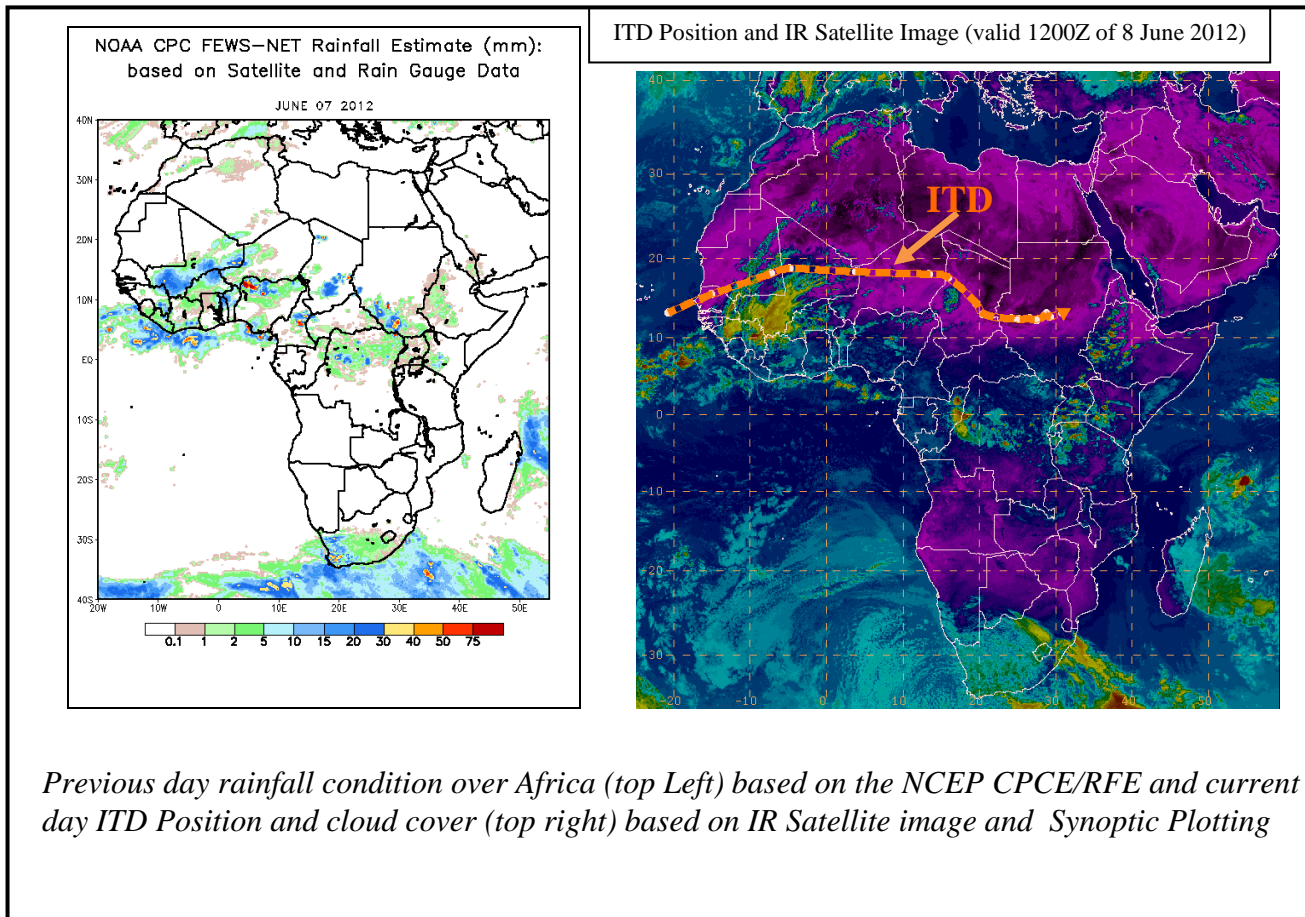 NOAA CPC FEWS-NET Rainfall Estimate (mm):
based on Satellite and Rain Gauge Data
JUNE 07 2012
40N
30N
20N
10N
EQ
10S
20S
30S
40S
20W 10W 0 10E 20E 30E 40E 50E
0.1 1 2 5 10 15 20 30 40 50 75
ITD Position and IR Satellite Image (valid 1200Z of 8 June 2012)
40
30
ITD
20
10
0
-10
-20
-30
-20 -10 0 10 20 30 40 50
Previous day rainfall condition over Africa (top Left) based on the NCEP CPCE/RFE and current
day ITD Position and cloud cover (top right) based on IR Satellite image and Synoptic Plotting